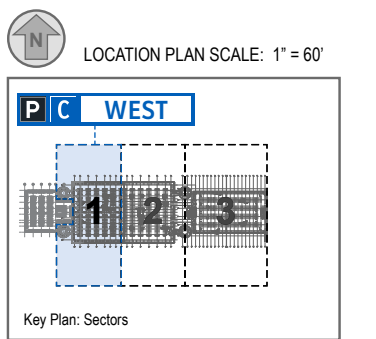 N
LOCATION PLAN SCALE: 1” = 60’
P C WEST
1 2 3
Key Plan: Sectors